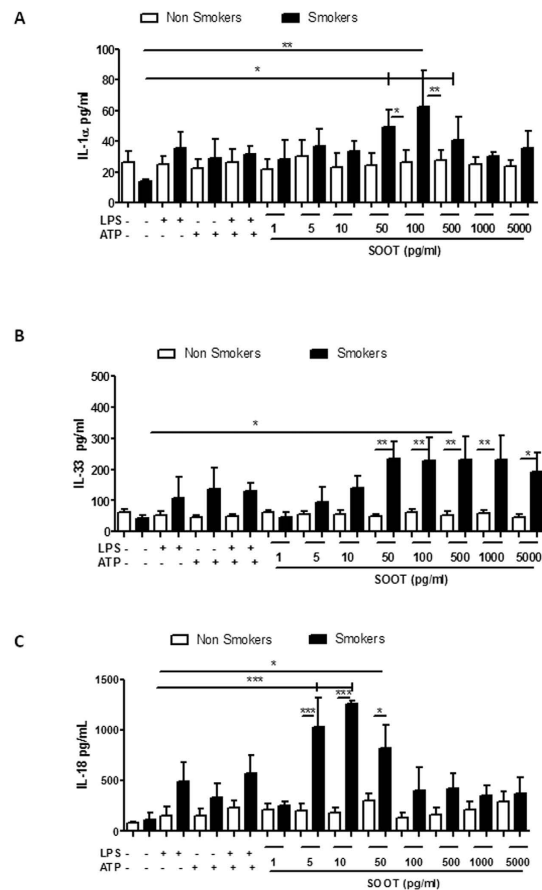 A
Non Smokers Smokers
**
*
* **
IL-1α pg/ml
100
80
60
40
20
0
LPS - - + + - - + + 1 5 10 50 100 500 1000 5000
ATP - - - - + + + +
SOOT (pg/ml)
B
Non Smokers Smokers
*
** ** ** ** *
IL-33 pg/ml
500
400
300
200
100
0
LPS - - + + - - + + 1 5 10 50 100 500 1000 5000
ATP - - - - + + + +
SOOT (pg/ml)
C
Non Smokers Smokers
*
***
*** *** *
IL-18 pg/mL
1500
1000
500
0
LPS - - + + - - + + 1 5 10 50 100 500 1000 5000
ATP - - - - + + + +
SOOT (pg/ml)